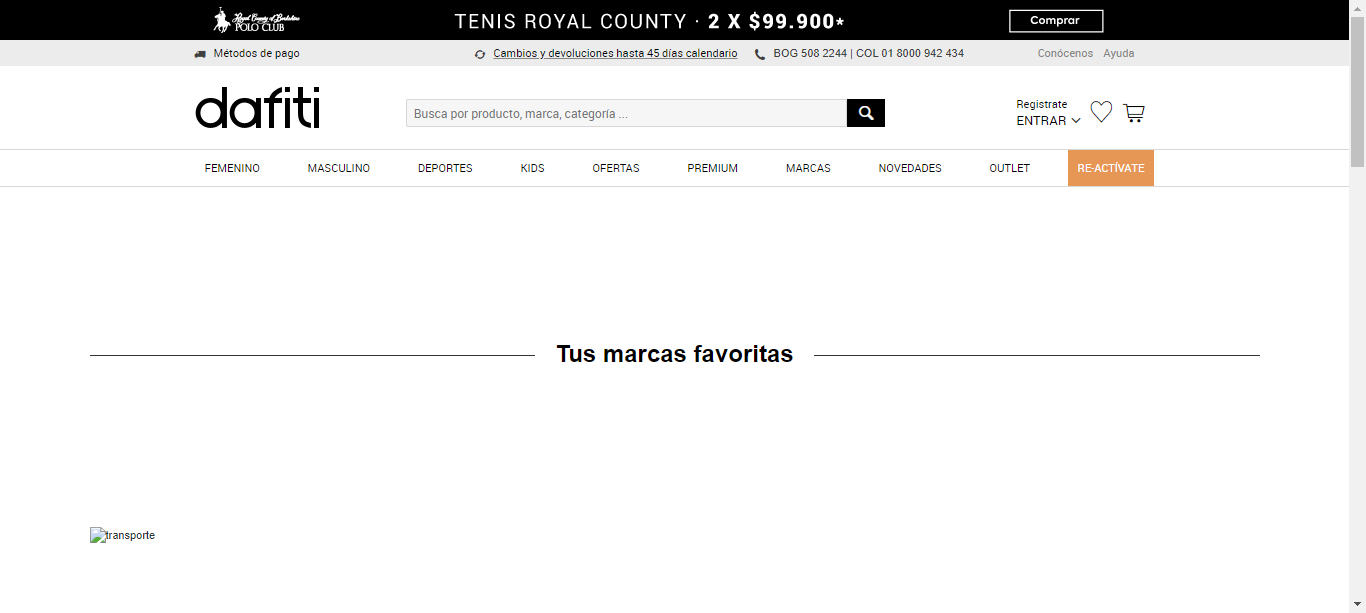 Royal County of Berkshire
POLO CLUB
TENIS ROYAL COUNTY · 2 X $99.900*
Comprar
Métodos de pago
Cambios y devoluciones hasta 45 días calendario
BOG 508 2244 | COL 01 8000 942 434
Conócenos
Ayuda
dafiti
Busca por producto, marca, categoría ...
Registrate
ENTRAR
FEMENINO
MASCULINO
DEPORTES
KIDS
OFERTAS
PREMIUM
MARCAS
NOVEDADES
OUTLET
RE-ACTÍVATE
Tus marcas favoritas
transporte